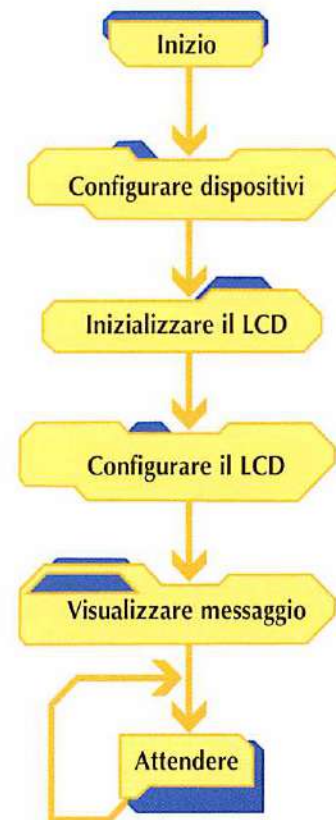 Inizio
Configurare dispositivi
Inizializzare il LCD
Configurare il LCD
Visualizzare messaggio
Attendere